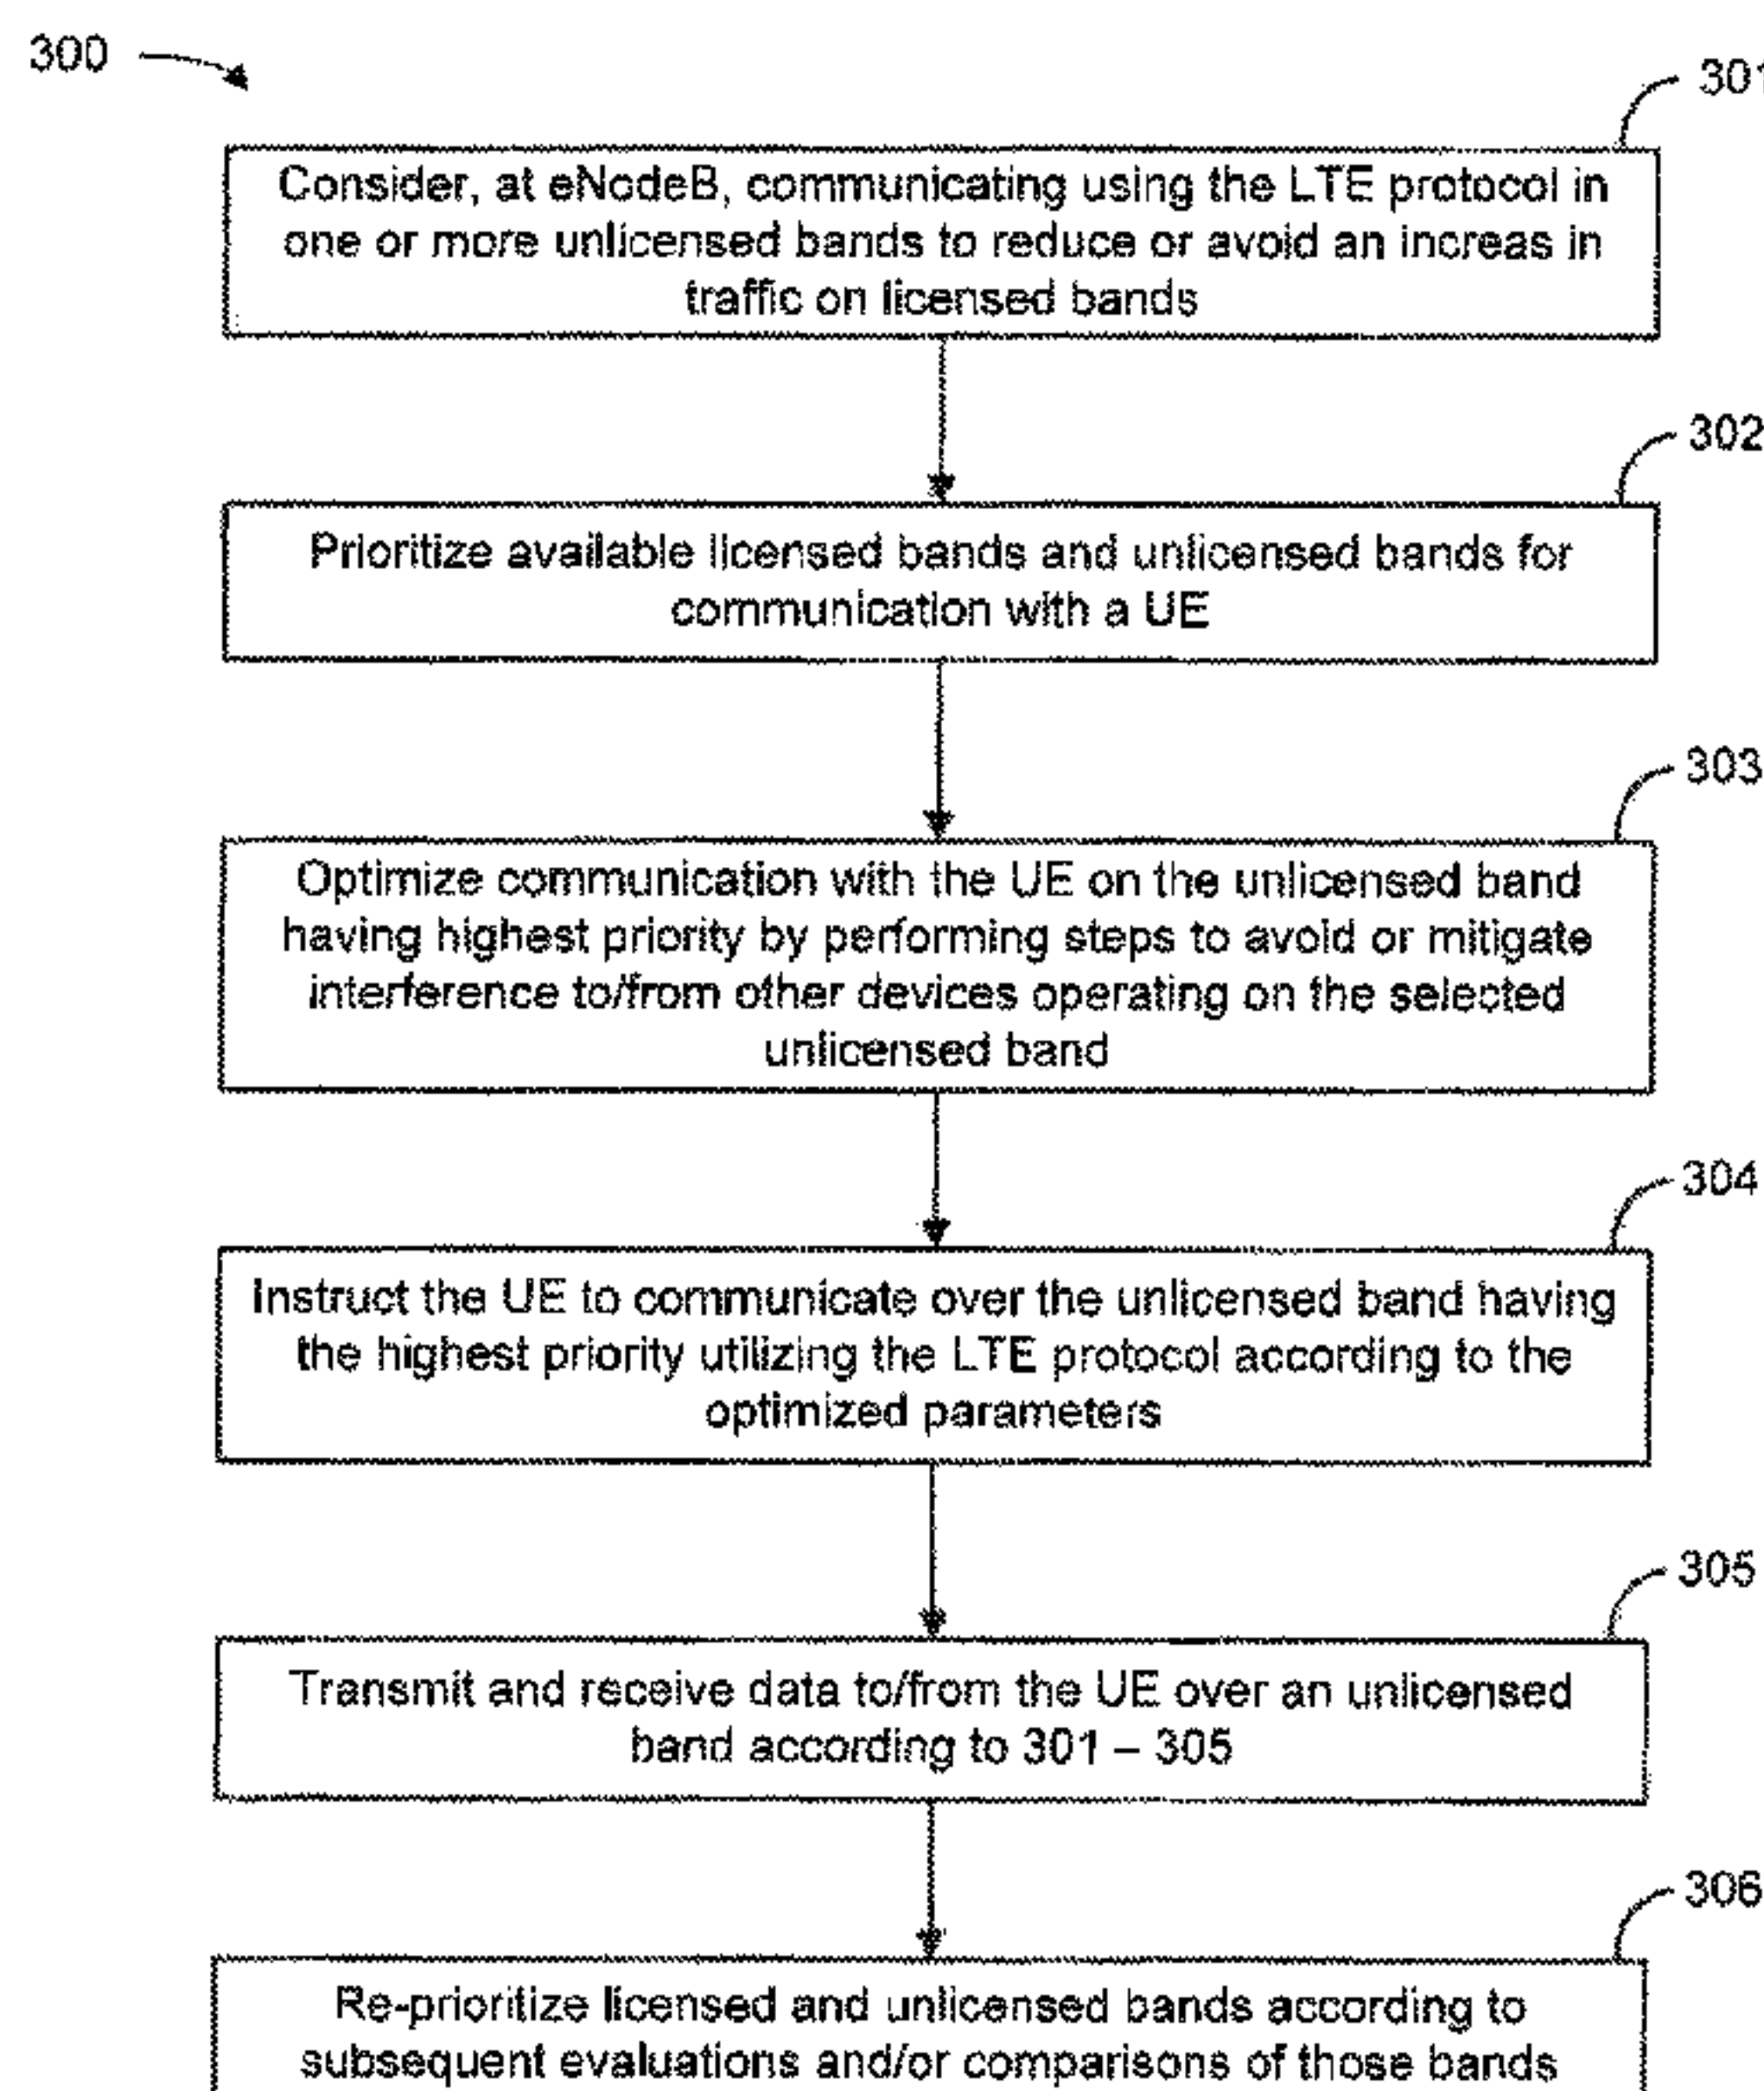 300
301
Consider, at eNodeB, communicating using the LTE protocol in
one or more unlicensed bands to reduce or avoid an increas in
traffic on licensed bands
302
Prioritize available licensed bands and unlicensed bands for
communication with a UE
303
Optimize communication with the UE on the unlicensed band
having highest priority by performing steps to avoid or mitigate
interference to/from other devices operating on the selected
unlicensed band
304
Instruct the UE to communicate over the unlicensed band having
the highest priority utilizing the LTE protocol according to the
optimized parameters
305
Transmit and receive data to/from the UE over an unlicensed
band according to 301 – 305
306
Re-prioritize licensed and unlicensed bands according to
subsequent evaluations and/or comparisons of those bands